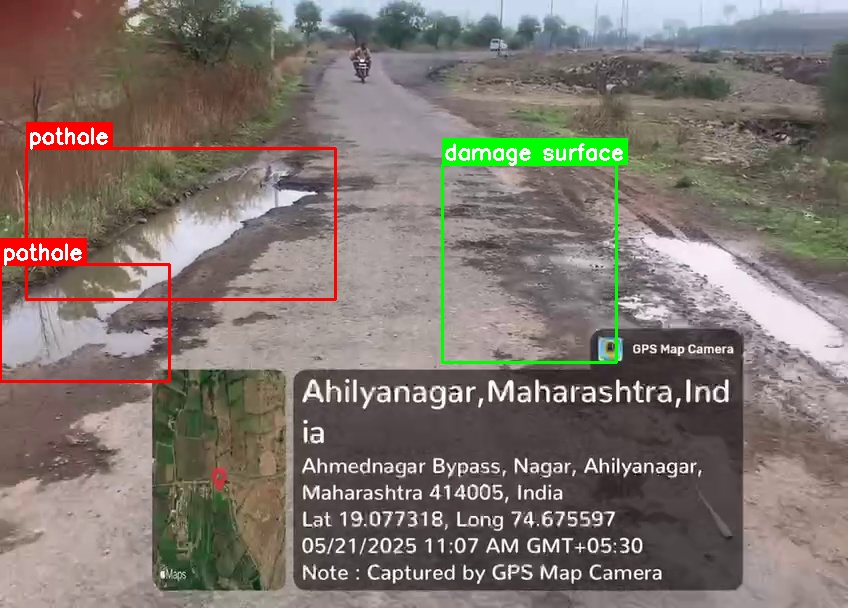 pothole
damage surface
pothole
GPS Map Camera
Ahilyanagar,Maharashtra,Ind
ia
Ahmednagar Bypass, Nagar, Ahilyanagar,
Maharashtra 414005, India
Lat 19.077318, Long 74.675597
05/21/2025 11:07 AM GMT+05:30
Note : Captured by GPS Map Camera
Maps